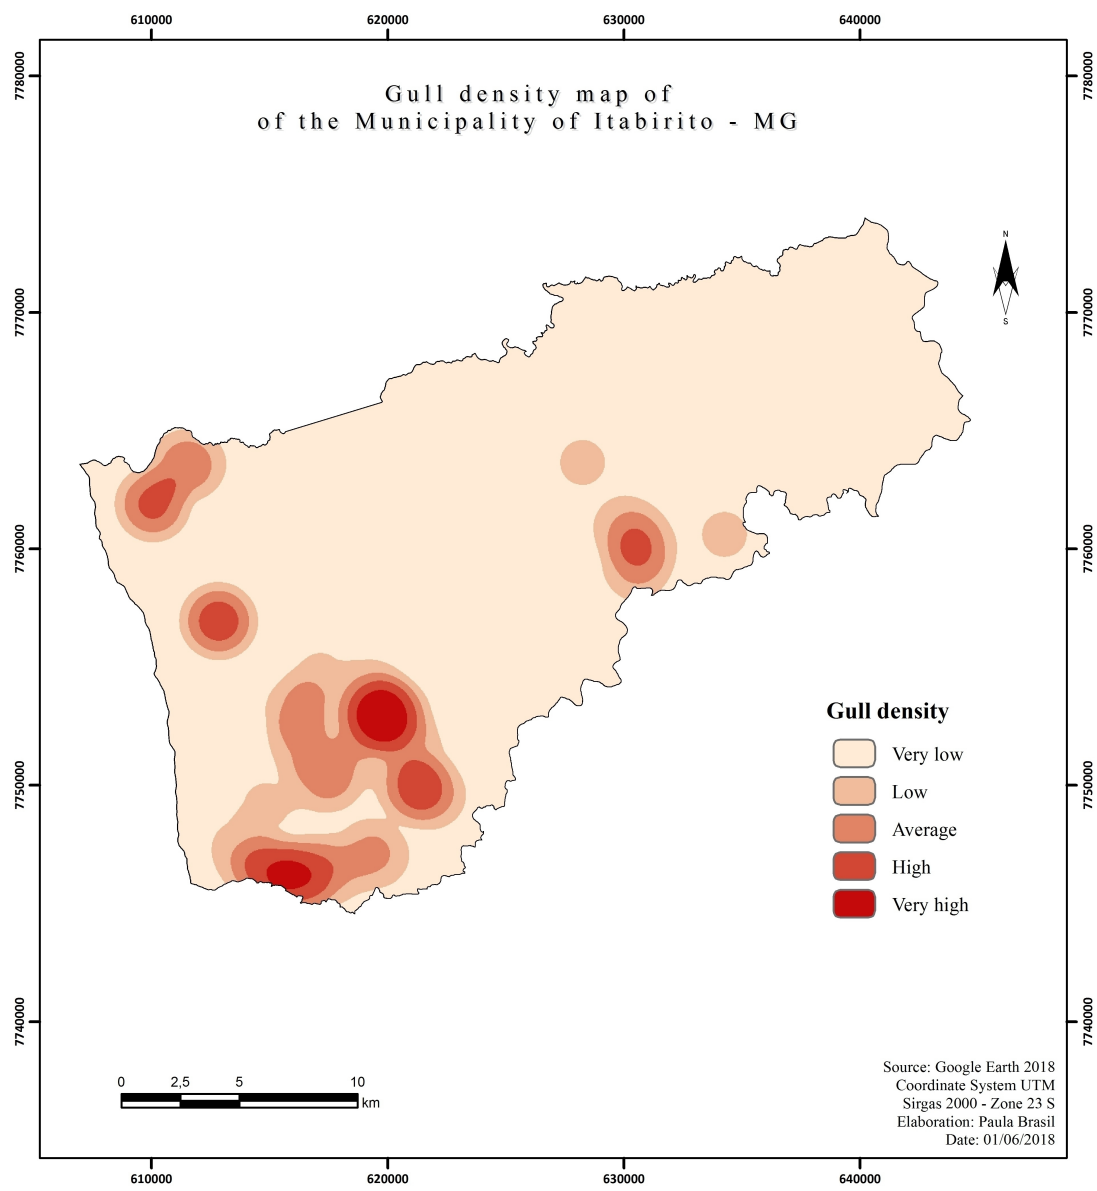 610000 620000 630000 640000
Gull density map of
of the Municipality of Itabirito - MG
7780000 7780000
N
S
7770000 7770000
7760000 7760000
Gull density
Very low
7750000 7750000
Low
Average
High
Very high
7740000 7740000
Source: Google Earth 2018
Coordinate System UTM
Sirgas 2000 - Zone 23 S
Elaboration: Paula Brasil
Date: 01/06/2018
0 2,5 5 10
km
610000 620000 630000 640000